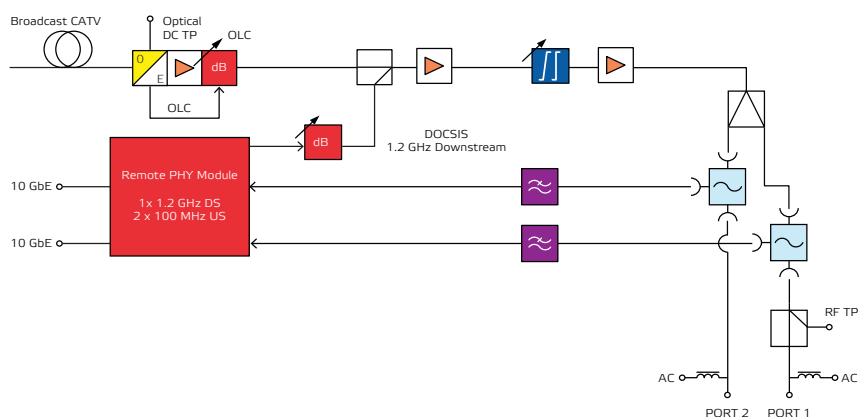 Broadcast CATV
Optical
DC TP
OLC
O
E
dB
OLC
dB
DOCSIS
1.2 GHz Downstream
Remote PHY Module
1x 1.2 GHz DS
2 x 100 MHz US
10 GbE
10 GbE
RF TP
AC
AC
PORT 2
PORT 1